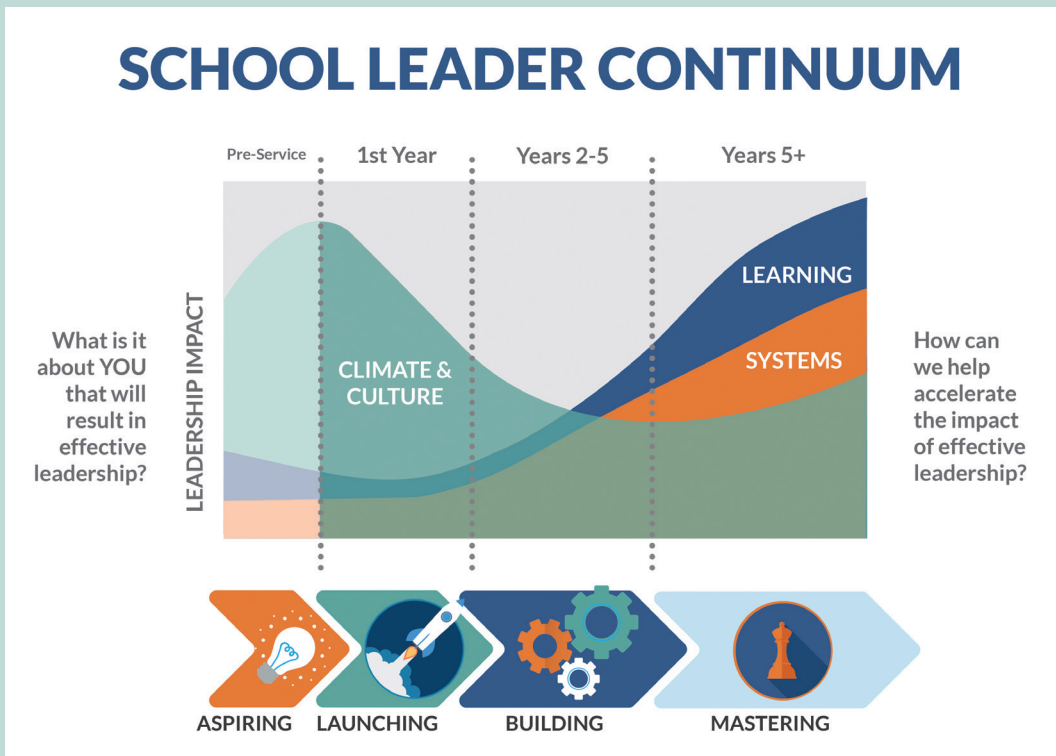 SCHOOL LEADER CONTINUUM
Pre-Service
1st Year
Years 2-5
Years 5+
What is it
about YOU
that will
result in
effective
leadership?
LEADERSHIP IMPACT
CLIMATE &
CULTURE
LEARNING
SYSTEMS
How can
we help
accelerate
the impact
of effective
leadership?
ASPIRING
LAUNCHING
BUILDING
MASTERING